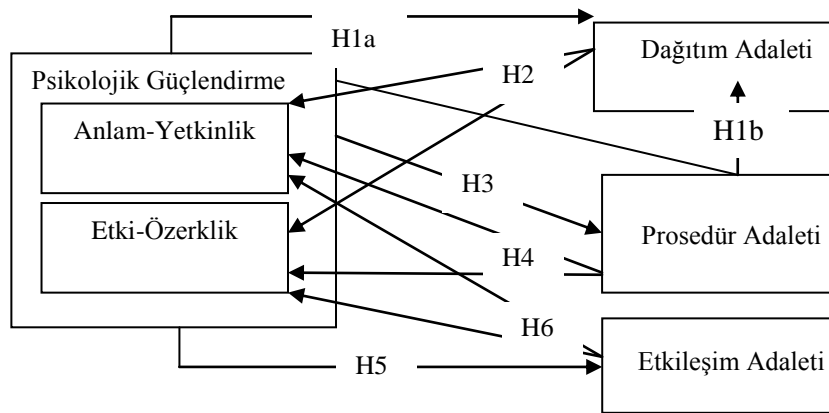 H1a
Dağıtım Adaleti
Psikolojik Güçlendirme
H2
Anlam-Yetkinlik
H1b
H3
Etki-Özerklik
Prosedür Adaleti
H4
H6
H5
Etkileşim Adaleti